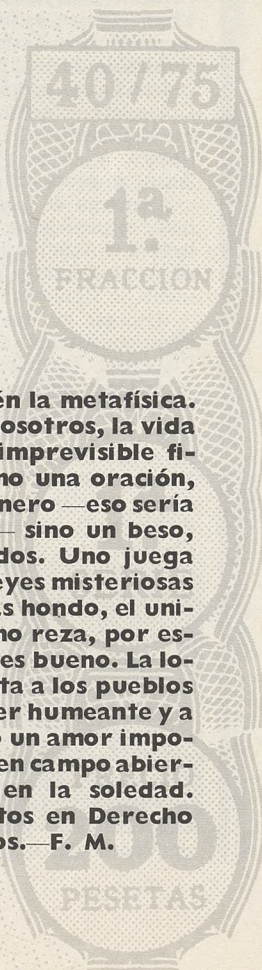 40/75
1ª
FRACCION
én la metafísica.
osotros, la vida
imprevisible fi-
no una oración,
nero —eso sería
— sino un beso,
dos. Uno juega
eyes misteriosas
s hondo, el uni-
no reza, por es-
es bueno. La lo-
ta a los pueblos
er humeante y a
o un amor impo-
en campo abier-
en la soledad.
tos en Derecho
os.—F. M.
200
PESETAS